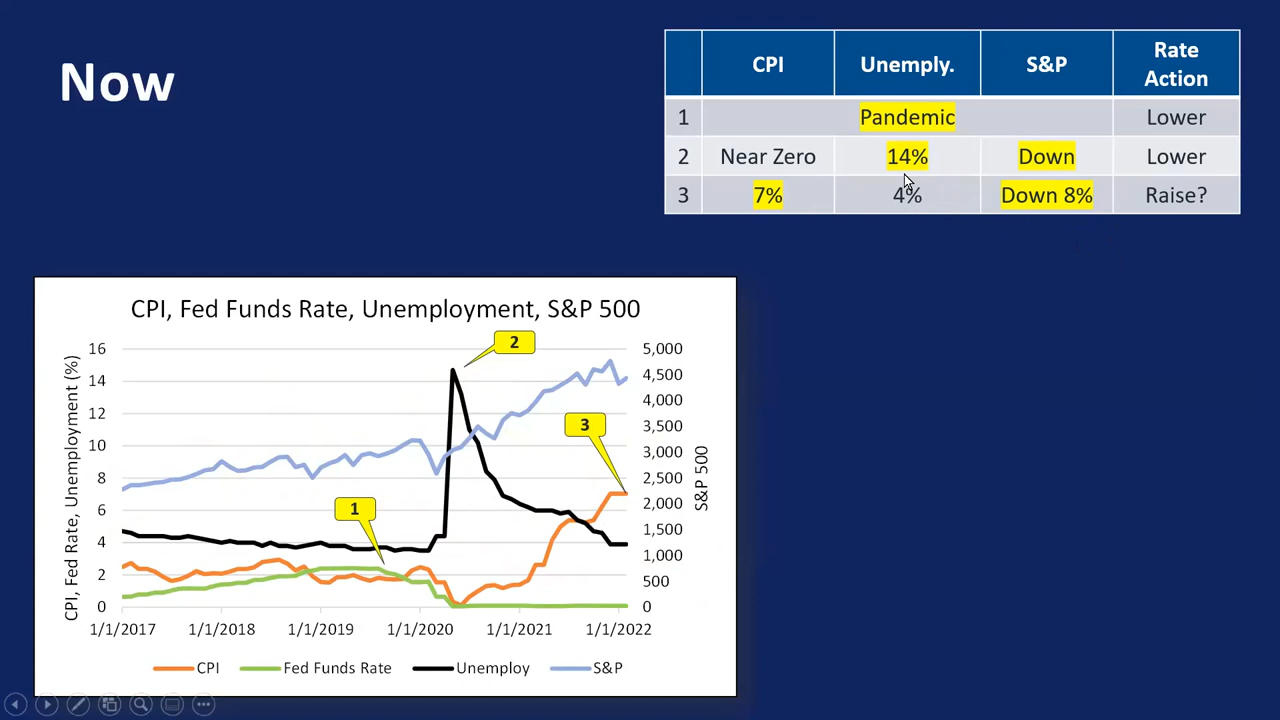 Now
CPI Unemply. S&P Rate Action
1 Pandemic Lower
2 Near Zero 14% Down Lower
3 7% 4% Down 8% Raise?
CPI, Fed Funds Rate, Unemployment, S&P 500
CPI, Fed Rate, Unemployment (%)
16
14
12
10
8
6
4
2
0
1
2
3
5,000
4,500
4,000
3,500
3,000
2,500
2,000
1,500
1,000
500
0
S&P 500
1/1/2017 1/1/2018 1/1/2019 1/1/2020 1/1/2021 1/1/2022
CPI Fed Funds Rate Unemploy S&P